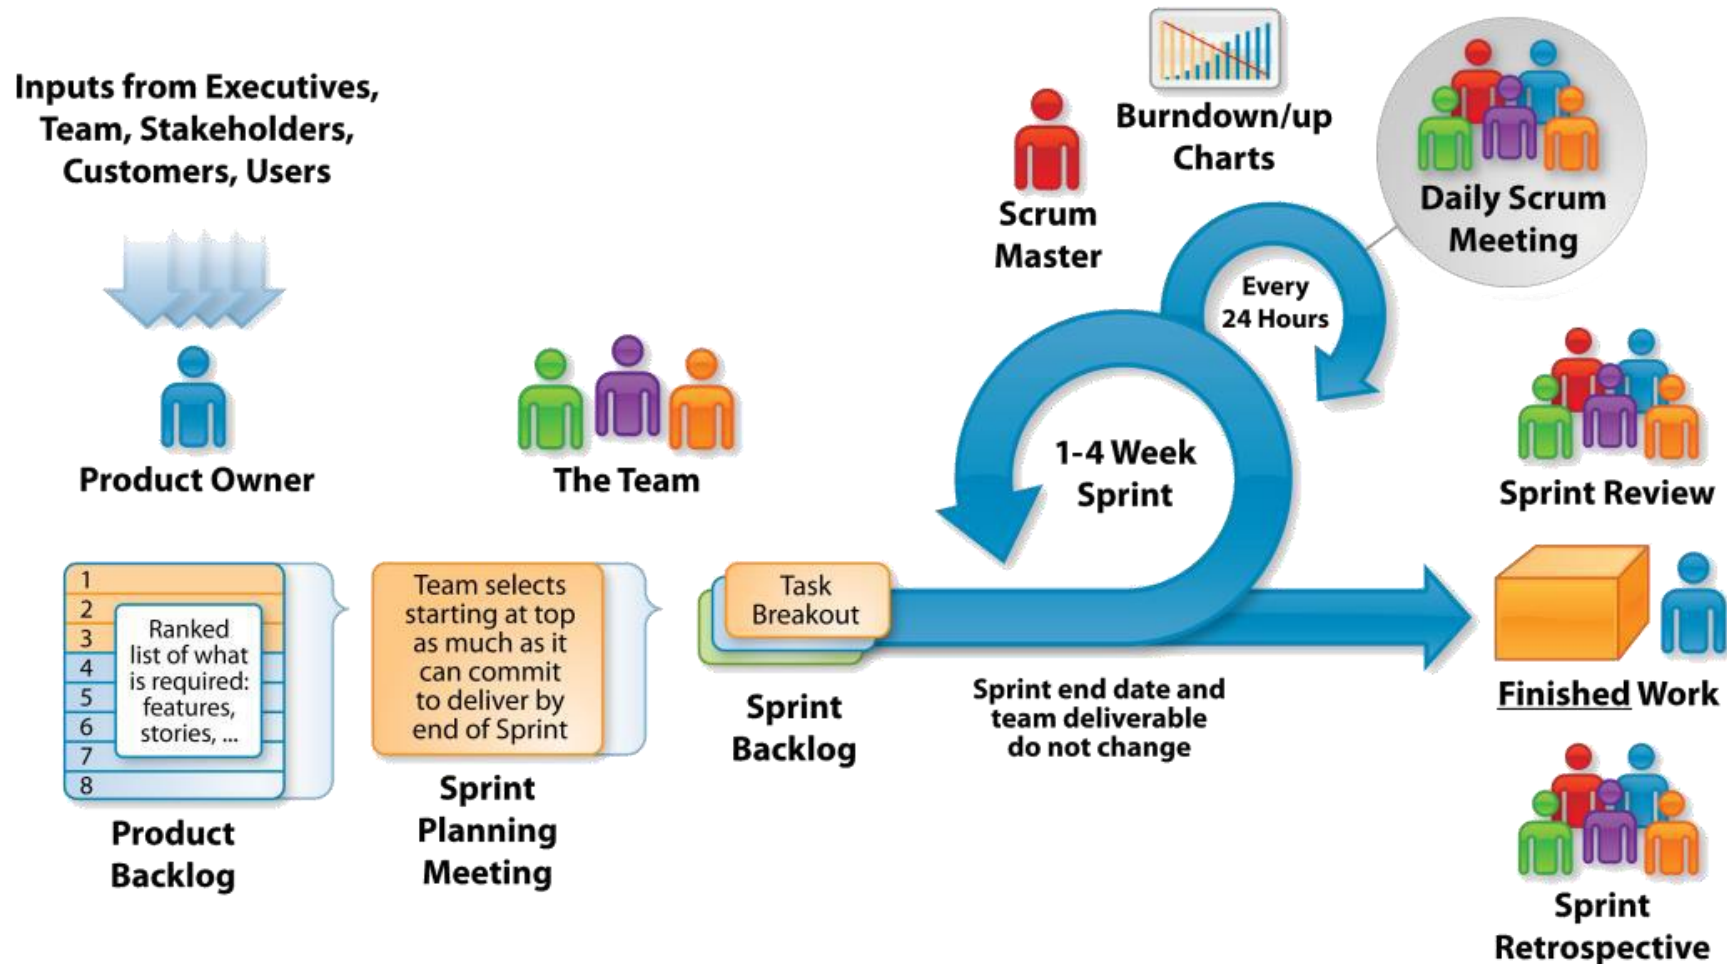 Inputs from Executives,
Team, Stakeholders,
Customers, Users
Product Owner
The Team
Scrum
Master
Burndown/up
Charts
Daily Scrum
Meeting
Every
24 Hours
1-4 Week
Sprint
Sprint Review
1
2
3
4
5
6
7
8
Ranked
list of what
is required:
features,
stories, ...
Product
Backlog
Team selects
starting at top
as much as it
can commit
to deliver by
end of Sprint
Sprint
Planning
Meeting
Task
Breakout
Sprint
Backlog
Sprint end date and
team deliverable
do not change
Finished Work
Sprint
Retrospective